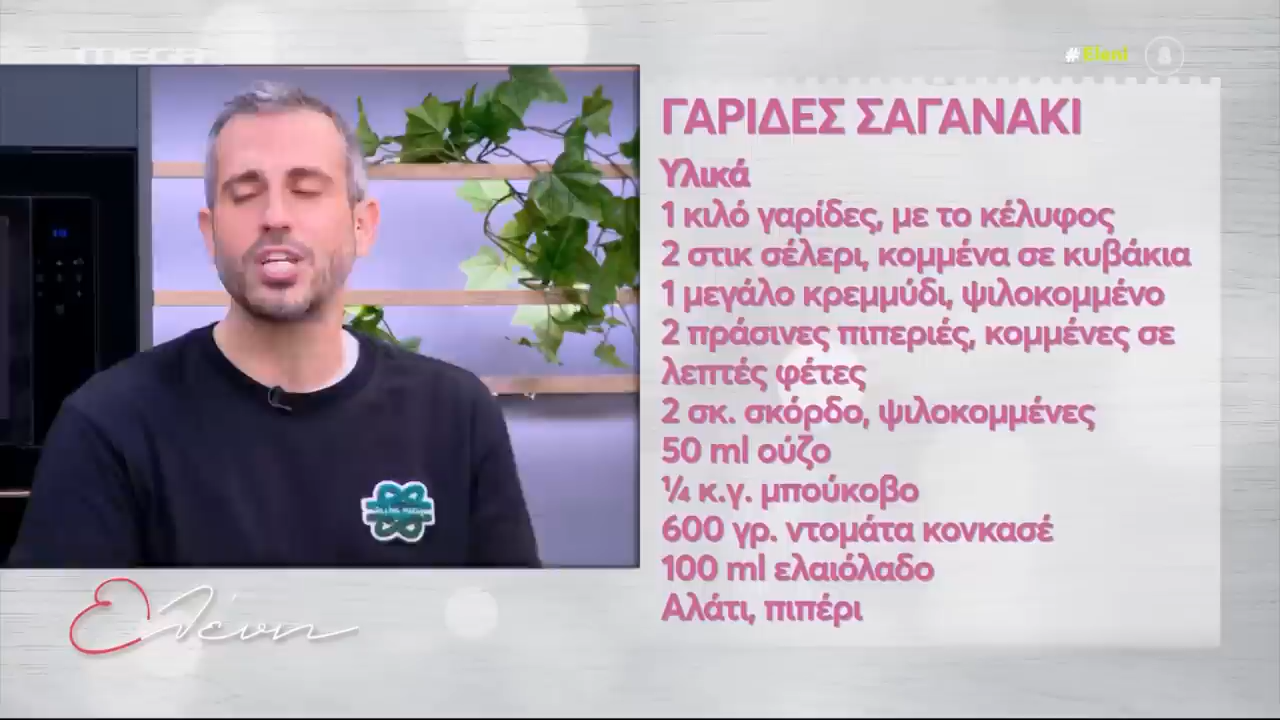 MEGA
#Eleni
ΓΑΡΙΔΕΣ ΣΑΓΑΝΑΚΙ
Υλικά
1 κιλό γαρίδες, με το κέλυφος
2 στικ σέλερι, κομμένα σε κυβάκια
1 μεγάλο κρεμμύδι, ψιλοκομμένο
2 πράσινες πιπεριές, κομμένες σε
λεπτές φέτες
2 σκ. σκόρδο, ψιλοκομμένες
50 ml ούζο
¼ κ.γ. μπούκοβο
600 γρ. ντομάτα κονκασέ
100 ml ελαιόλαδο
Αλάτι, πιπέρι
Ελένη